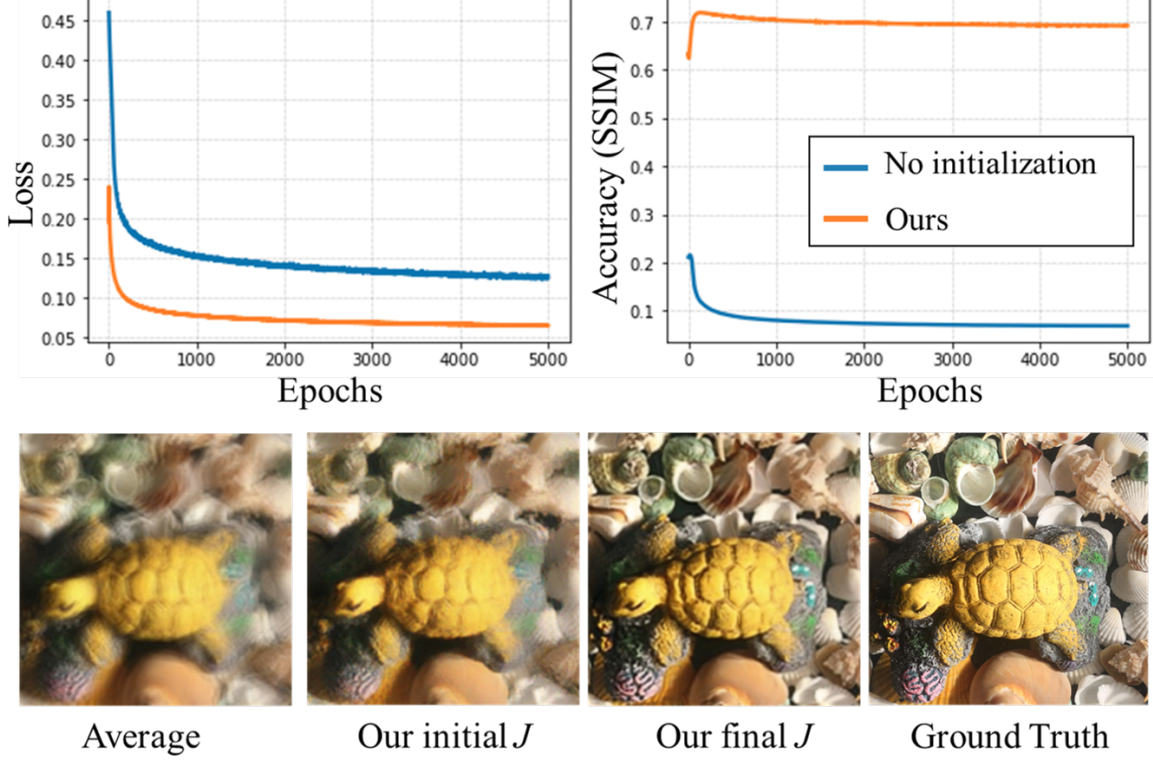 0.45
0.40
0.35
0.30
0.25
0.20
0.15
0.10
0.05
Loss
0 1000 2000 3000 4000 5000
Epochs
0.7
0.6
0.5
0.4
0.3
0.2
0.1
Accuracy (SSIM)
No initialization
Ours
0 1000 2000 3000 4000 5000
Epochs
Average
Our initial J
Our final J
Ground Truth